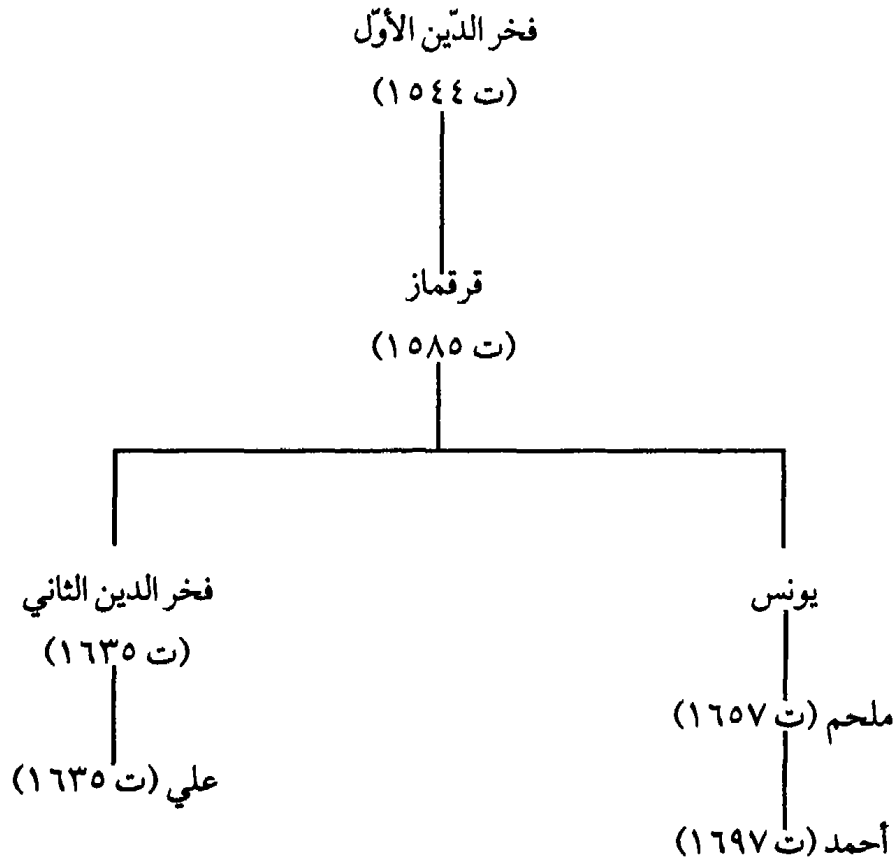 فخر الدّين الأوّل
(ت ١٥٤٤)
قرقماز
(ت ١٥٨٥)
يونس
فخر الدين الثاني
(ت ١٦٣٥)
ملحم (ت ١٦٥٧)
علي (ت ١٦٣٥)
أحمد (ت ١٦٩٧)